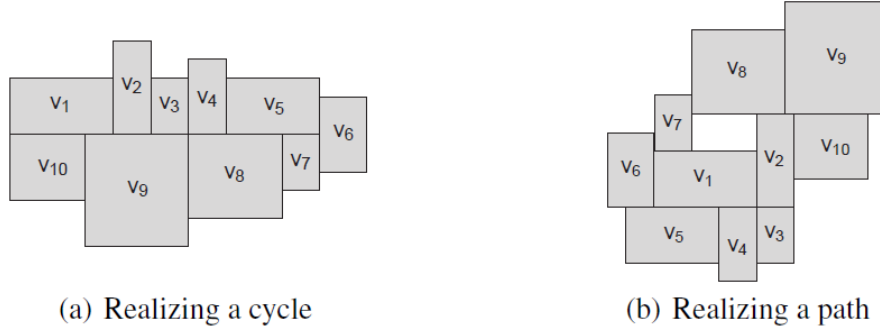 v1 v2 v3 v4 v5 v6
v10 v9 v8 v7
(a) Realizing a cycle
v8 v9
v7
v6 v1 v2 v10
v5 v4 v3
(b) Realizing a path